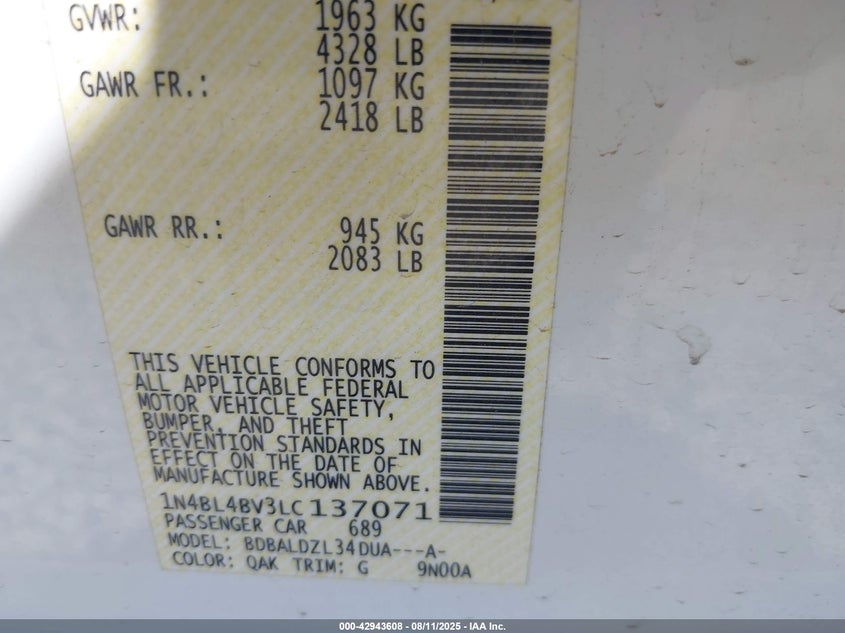 GVWR: 1963 KG
4328 LB
GAWR FR.: 1097 KG
2418 LB
GAWR RR.: 945 KG
2083 LB
THIS VEHICLE CONFORMS TO
ALL APPLICABLE FEDERAL
MOTOR VEHICLE SAFETY,
BUMPER, AND THEFT
PREVENTION STANDARDS IN
EFFECT ON THE DATE OF
MANUFACTURE SHOWN ABOVE.
1N4BL4BV3LC137071
PASSENGER CAR 689
MODEL: BDBALDZL34DUA---A-
COLOR: QAK TRIM: G 9N00A
000-42943608 - 08/11/2025 - IAA Inc.